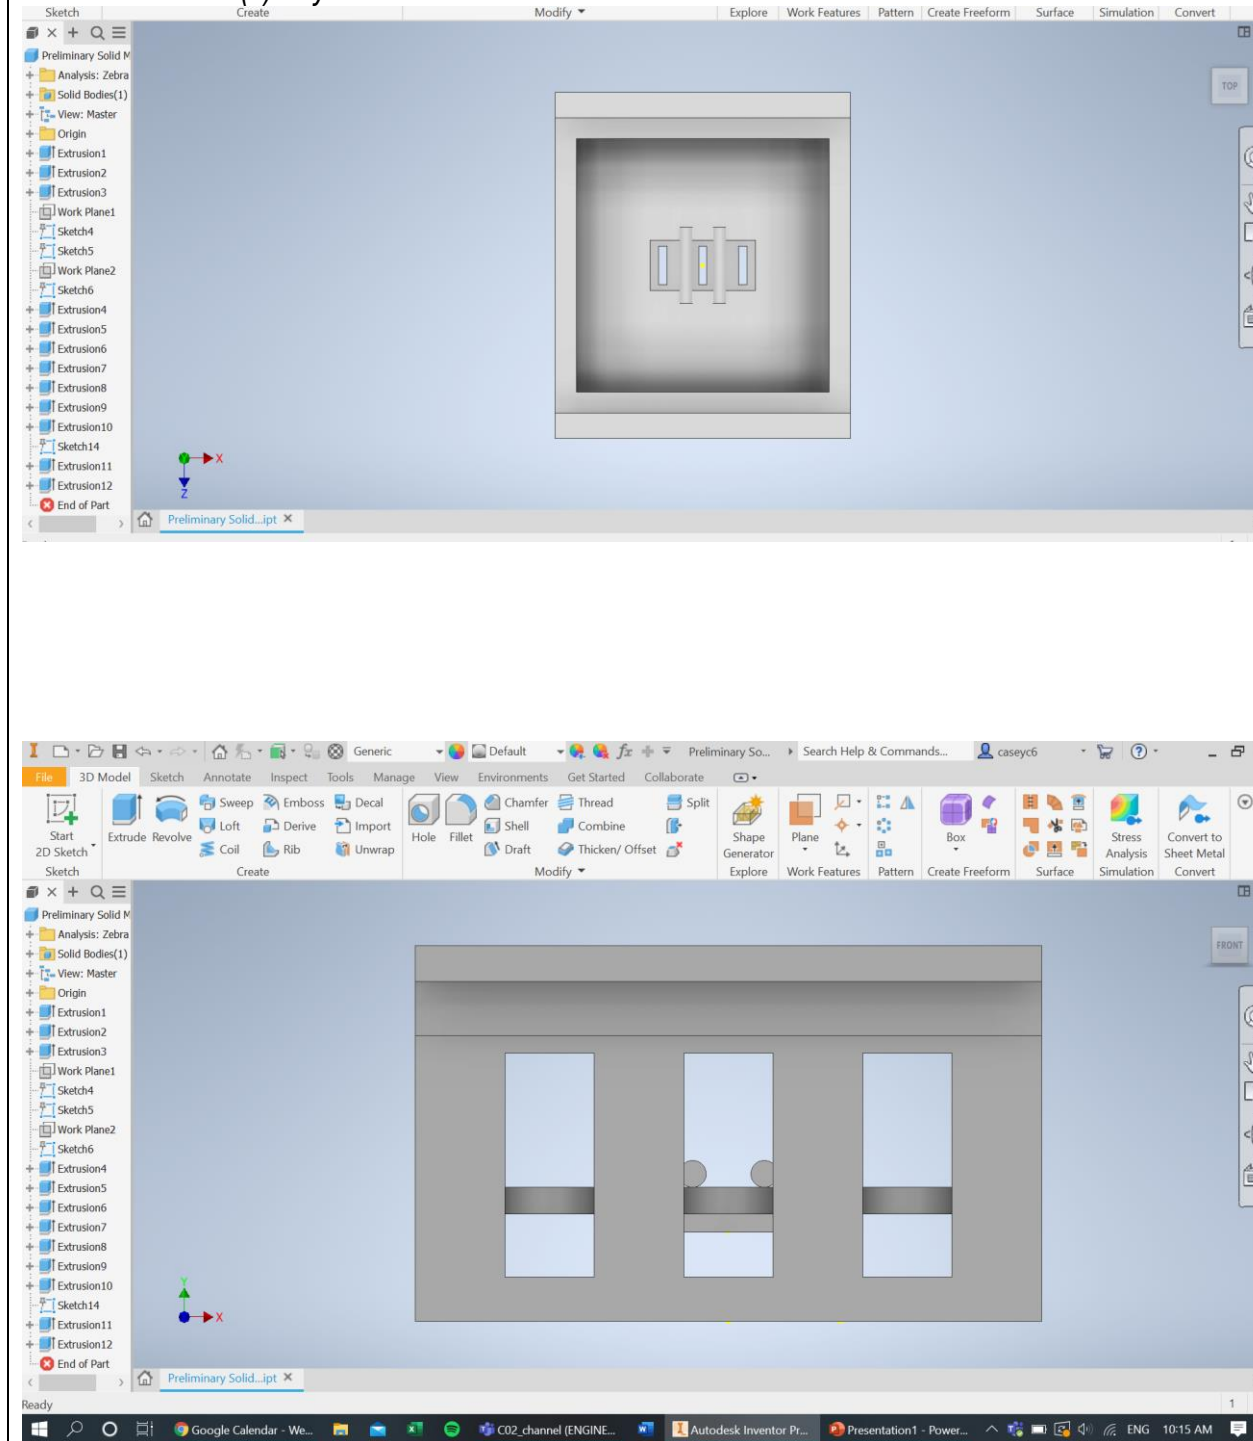 Sketch Create Modify Explore Work Features Pattern Create Freeform Surface Simulation Convert
Preliminary Solid M
Analysis: Zebra
Solid Bodies(1)
View: Master
Origin
Extrusion1
Extrusion2
Extrusion3
Work Plane1
Sketch4
Sketch5
Work Plane2
Sketch6
Extrusion4
Extrusion5
Extrusion6
Extrusion7
Extrusion8
Extrusion9
Extrusion10
Sketch14
Extrusion11
Extrusion12
End of Part
TOP
X
Z
Preliminary Solid...ipt
Generic Default fx Preliminary So... Search Help & Commands... caseyc6
File 3D Model Sketch Annotate Inspect Tools Manage View Environments Get Started Collaborate
Start 2D Sketch
Extrude Revolve
Sweep Emboss Decal
Loft Derive Import
Coil Rib Unwrap
Hole Fillet
Chamfer Thread Split
Shell Combine
Draft Thicken/ Offset
Shape Generator
Plane
Box
Stress Analysis
Convert to Sheet Metal
Sketch Create Modify Explore Work Features Pattern Create Freeform Surface Simulation Convert
Preliminary Solid M
Analysis: Zebra
Solid Bodies(1)
View: Master
Origin
Extrusion1
Extrusion2
Extrusion3
Work Plane1
Sketch4
Sketch5
Work Plane2
Sketch6
Extrusion4
Extrusion5
Extrusion6
Extrusion7
Extrusion8
Extrusion9
Extrusion10
Sketch14
Extrusion11
Extrusion12
End of Part
FRONT
Y
X
Preliminary Solid...ipt
Ready 1
Google Calendar - We... C02_channel (ENGINE... Autodesk Inventor Pr... Presentation1 - Power... ENG 10:15 AM